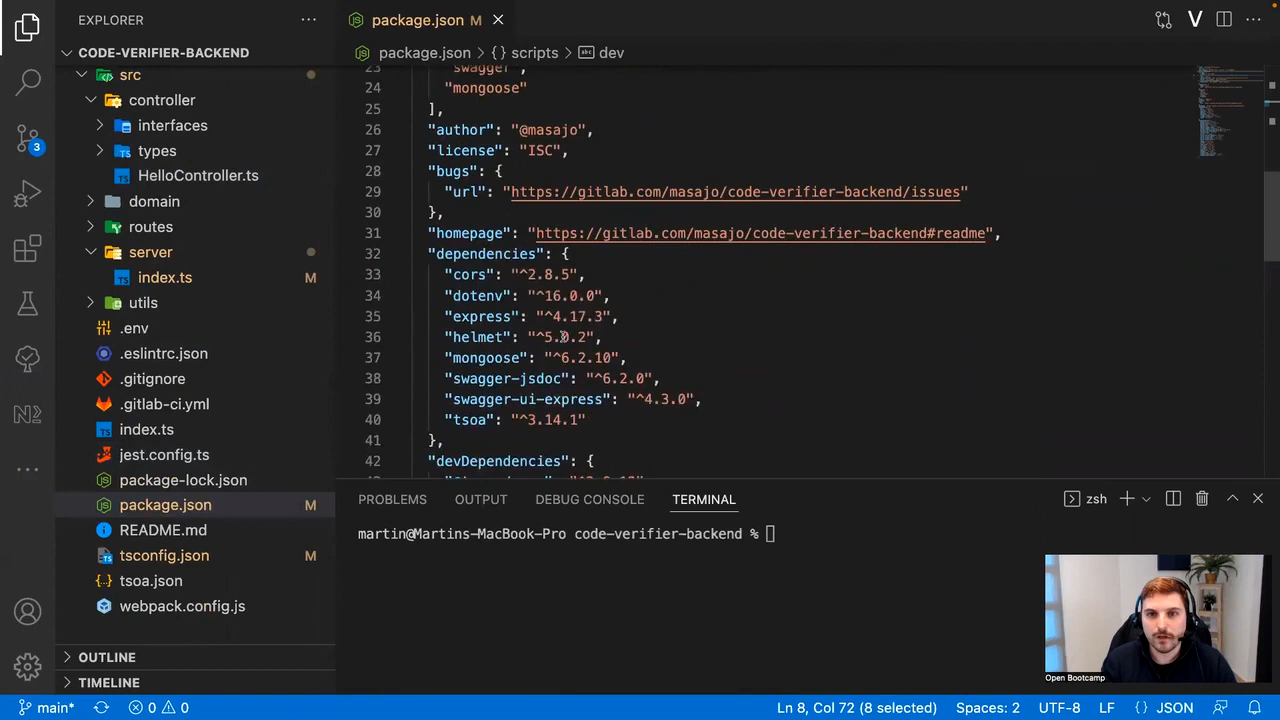 EXPLORER
package.json M
CODE-VERIFIER-BACKEND
package.json > {} scripts > abc dev
src
controller
interfaces
types
TS HelloController.ts
domain
routes
server
TS index.ts M
utils
.env
.eslintrc.json
.gitignore
.gitlab-ci.yml
TS index.ts
jest.config.ts
package-lock.json
package.json M
README.md
tsconfig.json M
tsoa.json
webpack.config.js
OUTLINE
TIMELINE
3
23 "swagger",
24 "mongoose"
25 ],
26 "author": "@masajo",
27 "license": "ISC",
28 "bugs": {
29 "url": "https://gitlab.com/masajo/code-verifier-backend/issues"
30 },
31 "homepage": "https://gitlab.com/masajo/code-verifier-backend#readme",
32 "dependencies": {
33 "cors": "^2.8.5",
34 "dotenv": "^16.0.0",
35 "express": "^4.17.3",
36 "helmet": "^5.0.2",
37 "mongoose": "^6.2.10",
38 "swagger-jsdoc": "^6.2.0",
39 "swagger-ui-express": "^4.3.0",
40 "tsoa": "^3.14.1"
41 },
42 "devDependencies": {
PROBLEMS OUTPUT DEBUG CONSOLE TERMINAL zsh
martin@Martins-MacBook-Pro code-verifier-backend %
Open Bootcamp
main* 0 0 Ln 8, Col 72 (8 selected) Spaces: 2 UTF-8 LF {} JSON